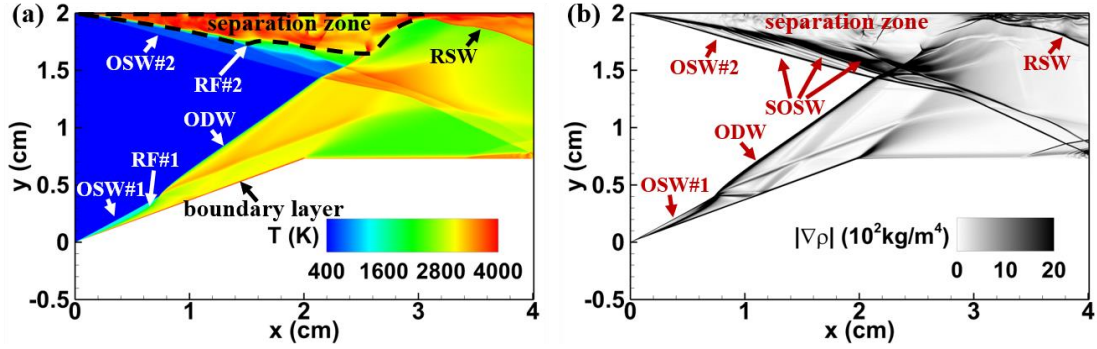 (a)
2
1.5
1
0.5
0
-0.5
y (cm)
0
1
2
3
4
x (cm)
separation zone
OSW#2
RF#2
RSW
ODW
RF#1
OSW#1
boundary layer
T (K)
400 1600 2800 4000
(b)
2
1.5
1
0.5
0
-0.5
y (cm)
0
1
2
3
4
x (cm)
separation zone
OSW#2
RSW
SOSW
ODW
OSW#1
|∇ρ| (10²kg/m⁴)
0 10 20